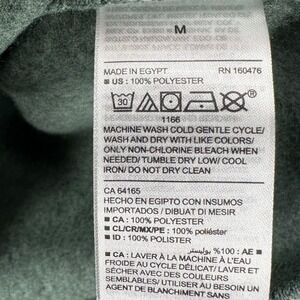 M
MADE IN EGYPT RN 160476
■ US : 100% POLYESTER
30
1166
MACHINE WASH COLD GENTLE CYCLE/
WASH AND DRY WITH LIKE COLORS/
ONLY NON-CHLORINE BLEACH WHEN
NEEDED/TUMBLE DRY LOW/ COOL
IRON/ DO NOT DRY CLEAN
CA 64165
HECHO EN EGIPTO CON INSUMOS
IMPORTADOS / DIBUAT DI MESIR
■ CA : 100% POLYESTER
■ CL/CR/MX/PE : 100% poliéster
■ ID : 100% POLISTER
■ AE : %100 بوليستر
■ CA : LAVER À LA MACHINE À L'EAU
FROIDE AU CYCLE DÉLICAT/ LAVER ET
SÉCHER AVEC DES COULEURS
SEMBLABLES/ UTILISER AU BESOIN UN
AGENT DE BLANCHIMENT SANS